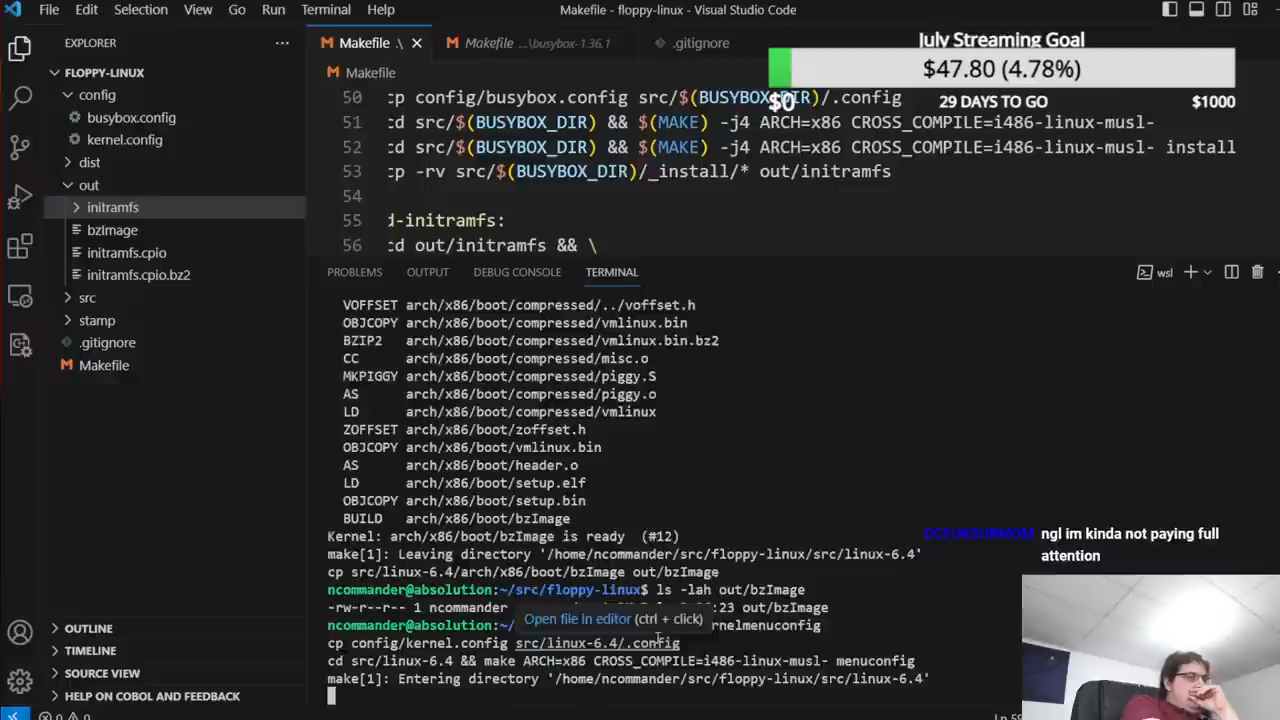 File Edit Selection View Go Run Terminal Help
Makefile - floppy-linux - Visual Studio Code
EXPLORER
FLOPPY-LINUX
config
busybox.config
kernel.config
dist
out
initramfs
bzImage
initramfs.cpio
initramfs.cpio.bz2
src
stamp
.gitignore
Makefile
OUTLINE
TIMELINE
SOURCE VIEW
HELP ON COBOL AND FREEBASIC
Makefile .\
Makefile ...\busybox-1.36.1
.gitignore
Makefile
July Streaming Goal
$47.80 (4.78%)
$0
29 DAYS TO GO
$1000
50 cp config/busybox.config src/$(BUSYBOX_DIR)/.config
51 cd src/$(BUSYBOX_DIR) && $(MAKE) -j4 ARCH=x86 CROSS_COMPILE=i486-linux-musl-
52 cd src/$(BUSYBOX_DIR) && $(MAKE) -j4 ARCH=x86 CROSS_COMPILE=i486-linux-musl- install
53 cp -rv src/$(BUSYBOX_DIR)/_install/* out/initramfs
54
55 d-initramfs:
56 cd out/initramfs && \
PROBLEMS OUTPUT DEBUG CONSOLE TERMINAL
wsl
VOFFSET arch/x86/boot/compressed/../voffset.h
OBJCOPY arch/x86/boot/compressed/vmlinux.bin
BZIP2 arch/x86/boot/compressed/vmlinux.bin.bz2
CC arch/x86/boot/compressed/misc.o
MKPIGGY arch/x86/boot/compressed/piggy.S
AS arch/x86/boot/compressed/piggy.o
LD arch/x86/boot/compressed/vmlinux
ZOFFSET arch/x86/boot/zoffset.h
OBJCOPY arch/x86/boot/vmlinux.bin
AS arch/x86/boot/header.o
LD arch/x86/boot/setup.elf
OBJCOPY arch/x86/boot/setup.bin
BUILD arch/x86/boot/bzImage
Kernel: arch/x86/boot/bzImage is ready (#12)
make[1]: Leaving directory '/home/ncommander/src/floppy-linux/src/linux-6.4'
cp src/linux-6.4/arch/x86/boot/bzImage out/bzImage
ncommander@absolution:~/src/floppy-linux$ ls -lah out/bzImage
-rw-r--r-- 1 ncommander :23 out/bzImage
ncommander@absolution:~/ rnelmenuconfig
Open file in editor (ctrl + click)
cp config/kernel.config src/linux-6.4/.config
cd src/linux-6.4 && make ARCH=x86 CROSS_COMPILE=i486-linux-musl- menuconfig
make[1]: Entering directory '/home/ncommander/src/floppy-linux/src/linux-6.4'
DCFUKSURMOM ngl im kinda not paying full
attention
0 0